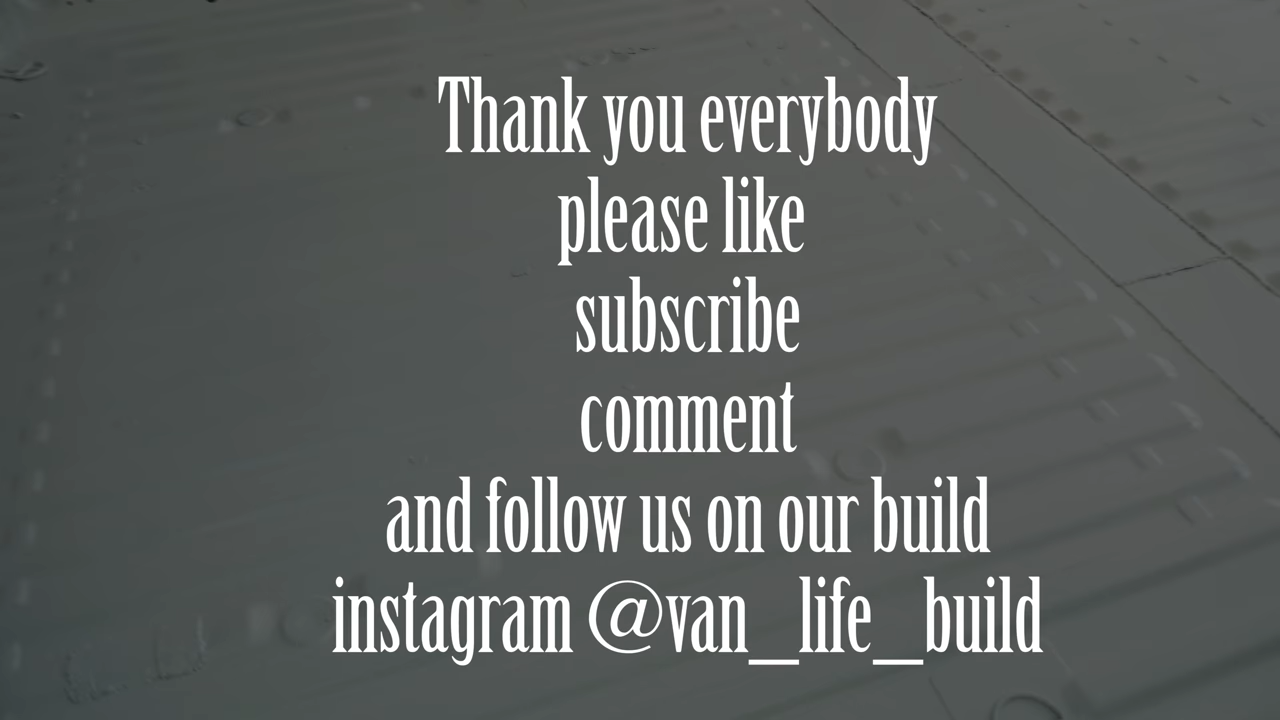 Thank you everybody
please like
subscribe
comment
and follow us on our build
instagram @van_life_build